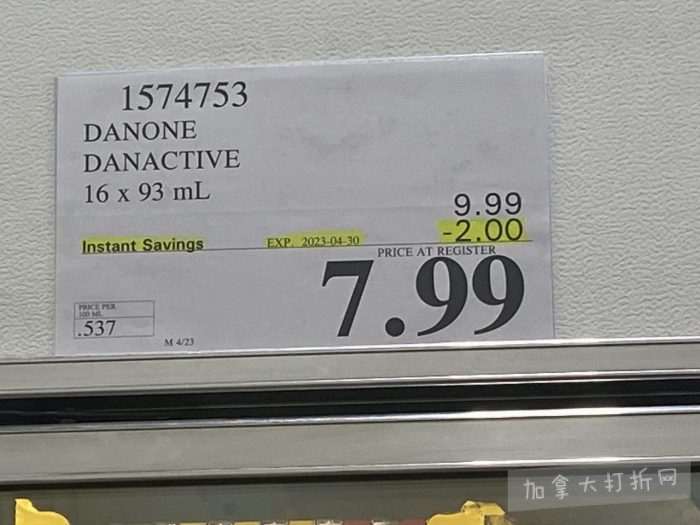 1574753
DANONE
DANACTIVE
16 x 93 mL
9.99
Instant Savings EXP. 2023-04-30 -2.00
PRICE AT REGISTER
7.99
PRICE PER
100 ML
.537
M 4/23
加拿大打折网